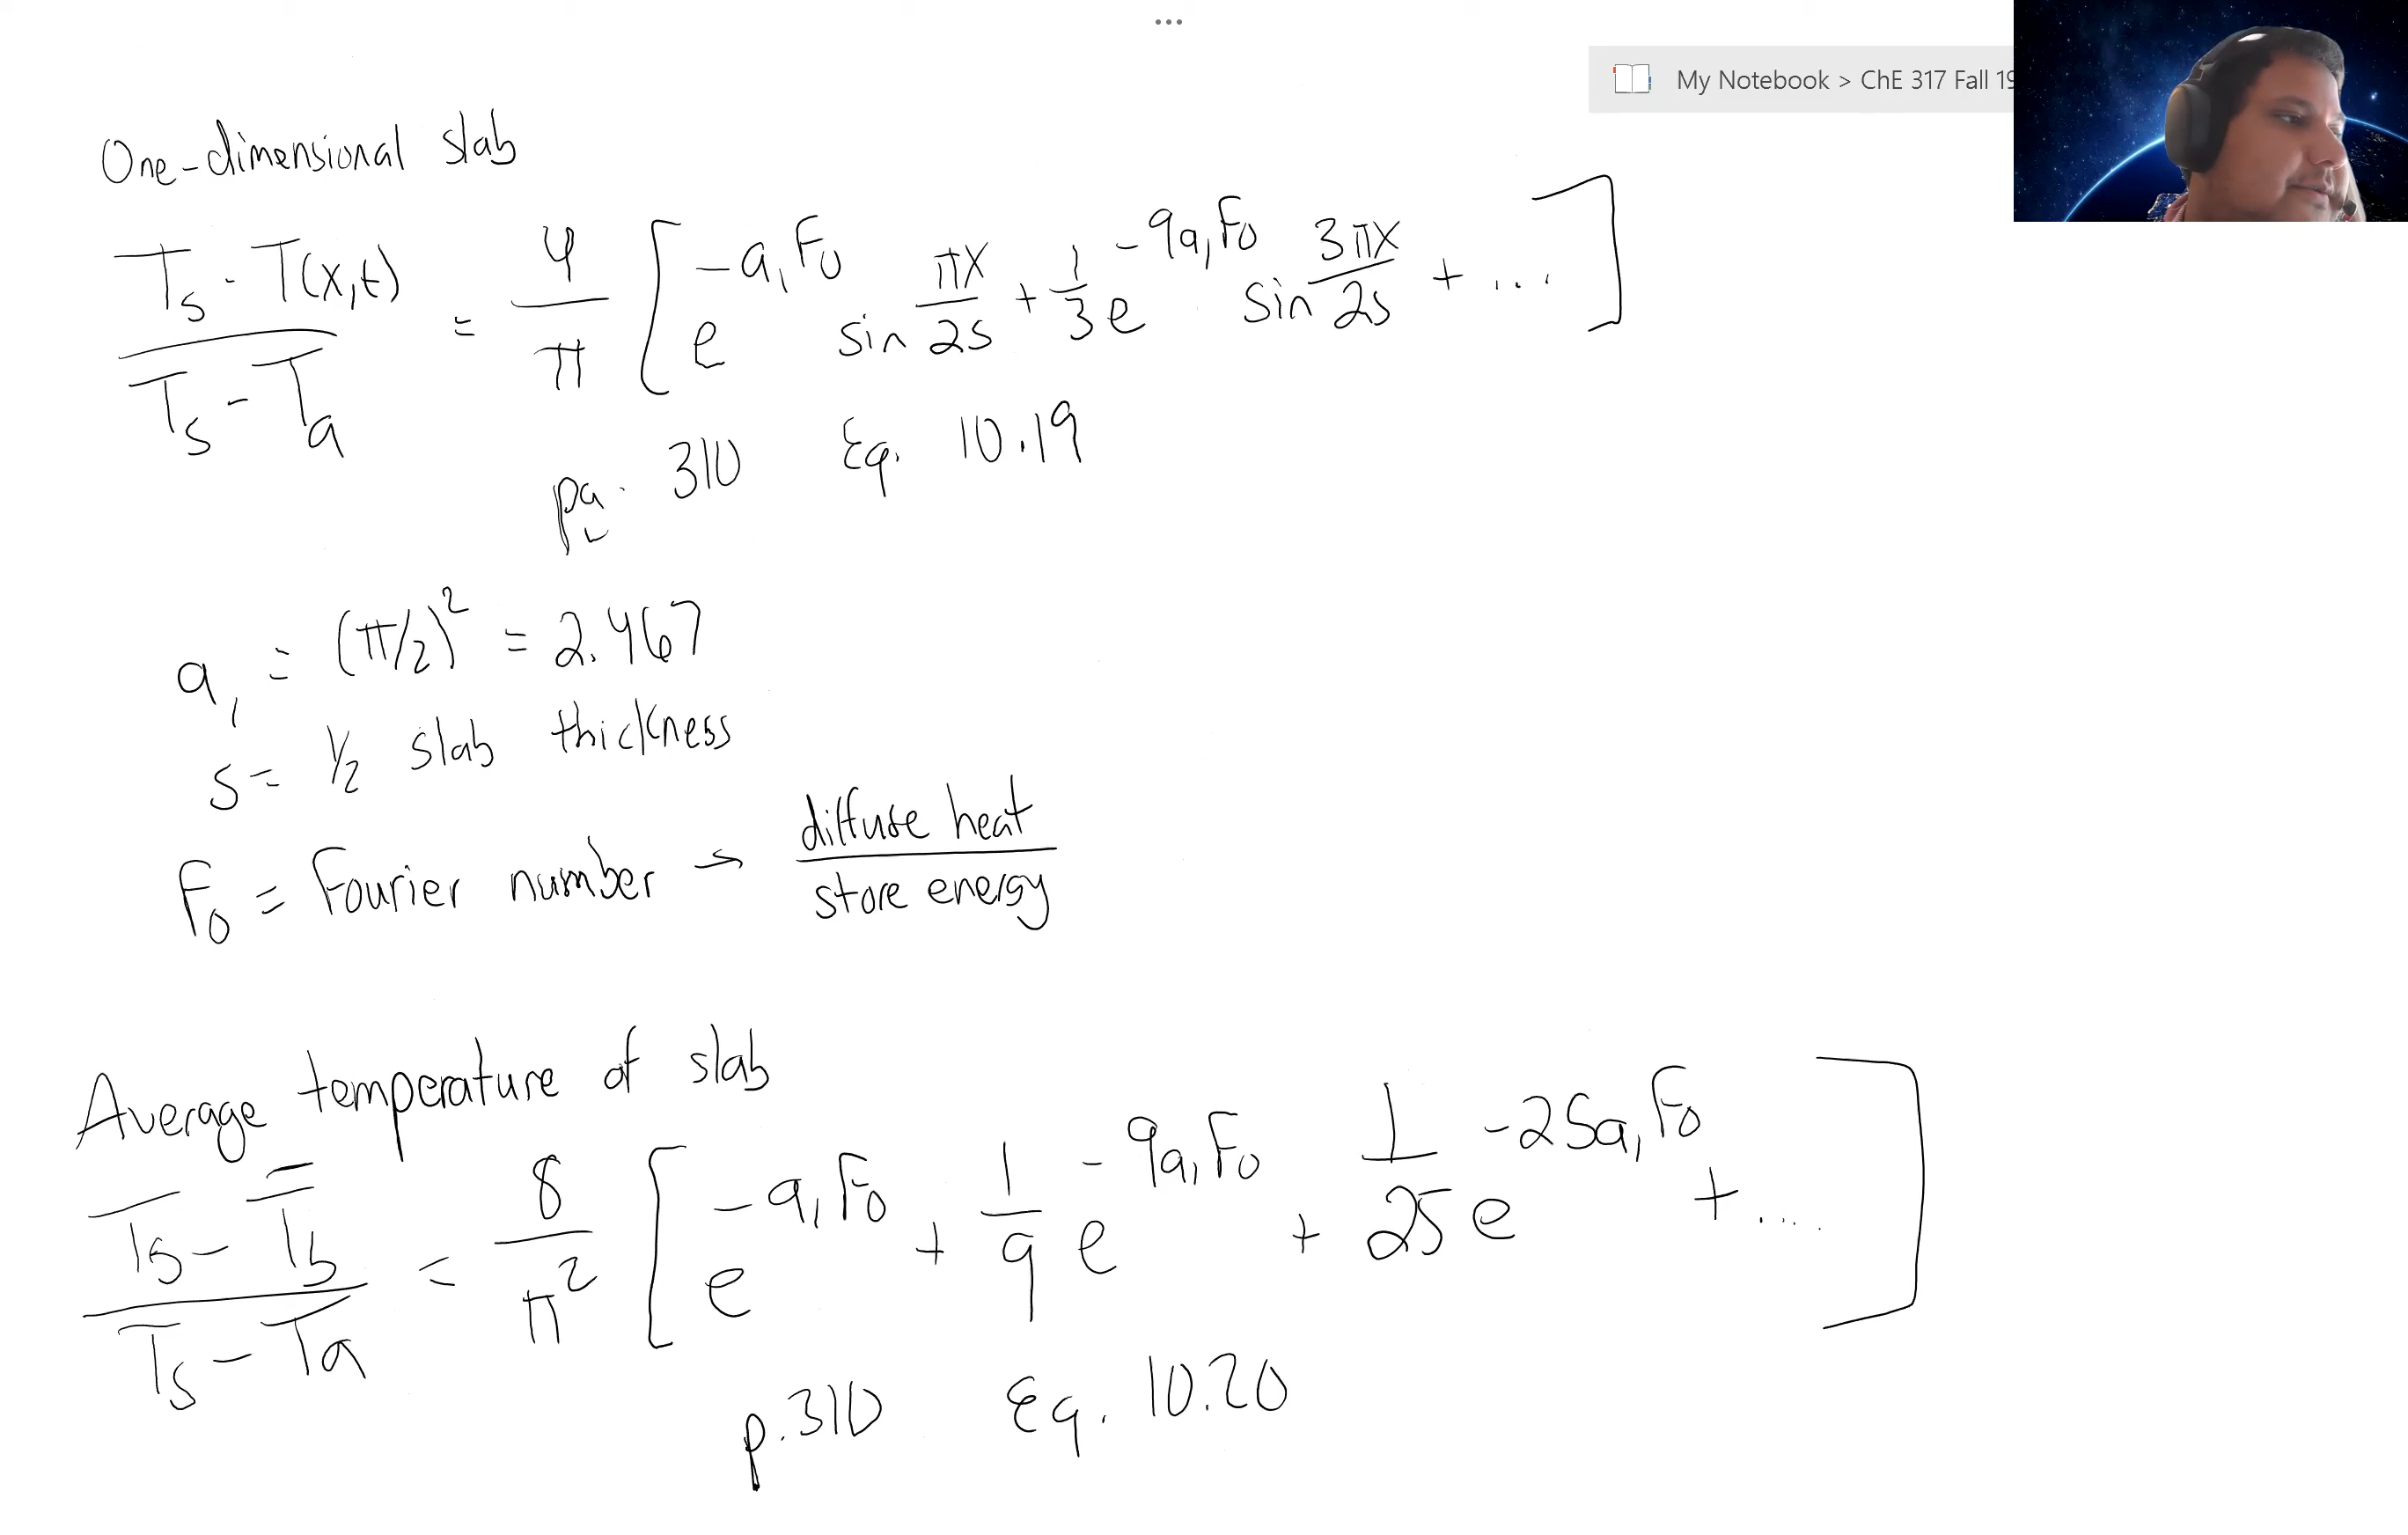 ...
My Notebook > ChE 317 Fall 19
One-dimensional slab
(Ts - T(x,t)) / (Ts - Ta) = 4/π [ e^(-a₁Fo) sin πx/2s + 1/3 e^(-9a₁Fo) sin 3πx/2s + ... ]
pg. 310 Eq. 10.19
a₁ = (π/2)² = 2.467
s = 1/2 slab thickness
Fo = Fourier number → diffuse heat / store energy
Average temperature of slab
(Ts - T̄b) / (Ts - Ta) = 8/π² [ e^(-a₁Fo) + 1/9 e^(-9a₁Fo) + 1/25 e^(-25a₁Fo) + .... ]
p.310 Eq. 10.20